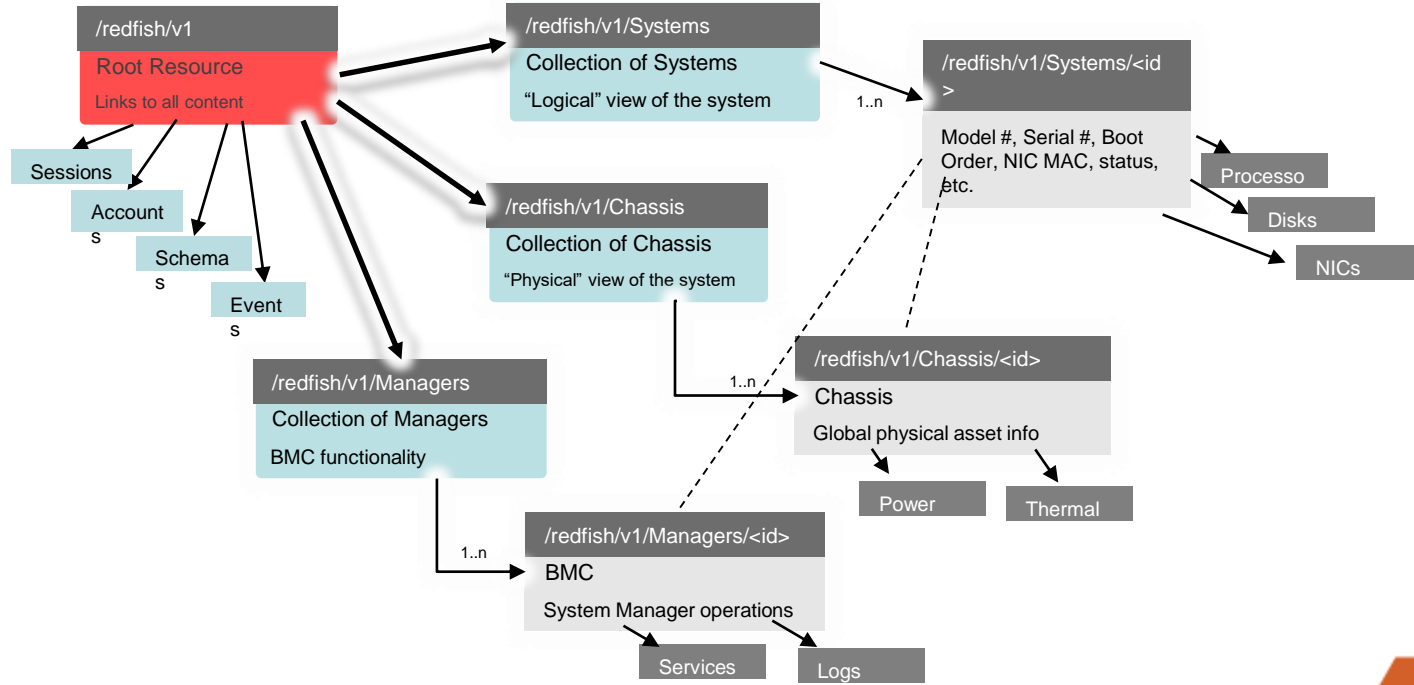 /redfish/v1
Root Resource
Links to all content
Sessions
Account
s
Schema
s
Event
s
/redfish/v1/Systems
Collection of Systems
“Logical” view of the system
1..n
/redfish/v1/Systems/<id
>
Model #, Serial #, Boot
Order, NIC MAC, status,
etc.
Processo
Disks
NICs
/redfish/v1/Chassis
Collection of Chassis
“Physical” view of the system
1..n
/redfish/v1/Chassis/<id>
Chassis
Global physical asset info
Power
Thermal
/redfish/v1/Managers
Collection of Managers
BMC functionality
1..n
/redfish/v1/Managers/<id>
BMC
System Manager operations
Services
Logs